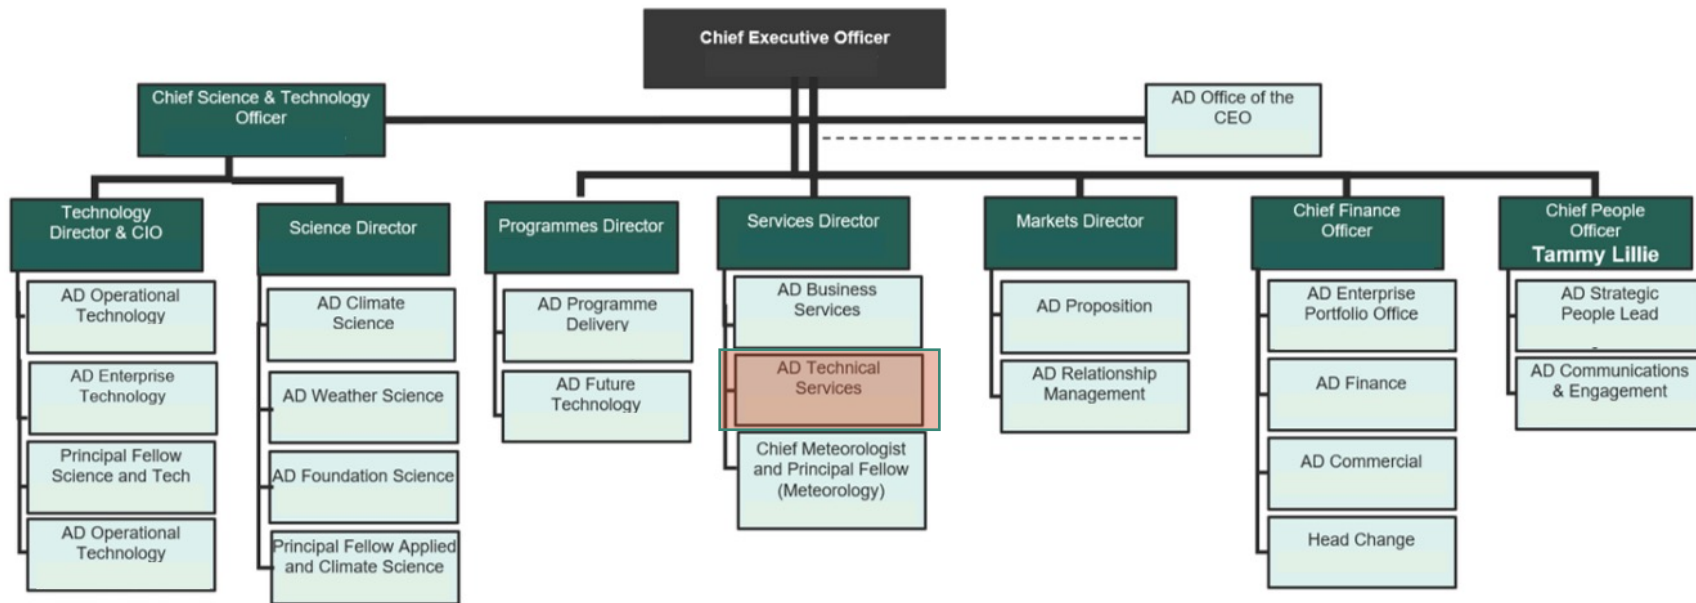 Chief Executive Officer
Chief Science & Technology
Officer
AD Office of the
CEO
Technology
Director & CIO
Science Director
Programmes Director
Services Director
Markets Director
Chief Finance
Officer
Chief People
Officer
Tammy Lillie
AD Operational
Technology
AD Enterprise
Technology
Principal Fellow
Science and Tech
AD Operational
Technology
AD Climate
Science
AD Weather Science
AD Foundation Science
Principal Fellow Applied
and Climate Science
AD Programme
Delivery
AD Future
Technology
AD Business
Services
AD Technical
Services
Chief Meteorologist
and Principal Fellow
(Meteorology)
AD Proposition
AD Relationship
Management
AD Enterprise
Portfolio Office
AD Finance
AD Commercial
Head Change
AD Strategic
People Lead
AD Communications
& Engagement